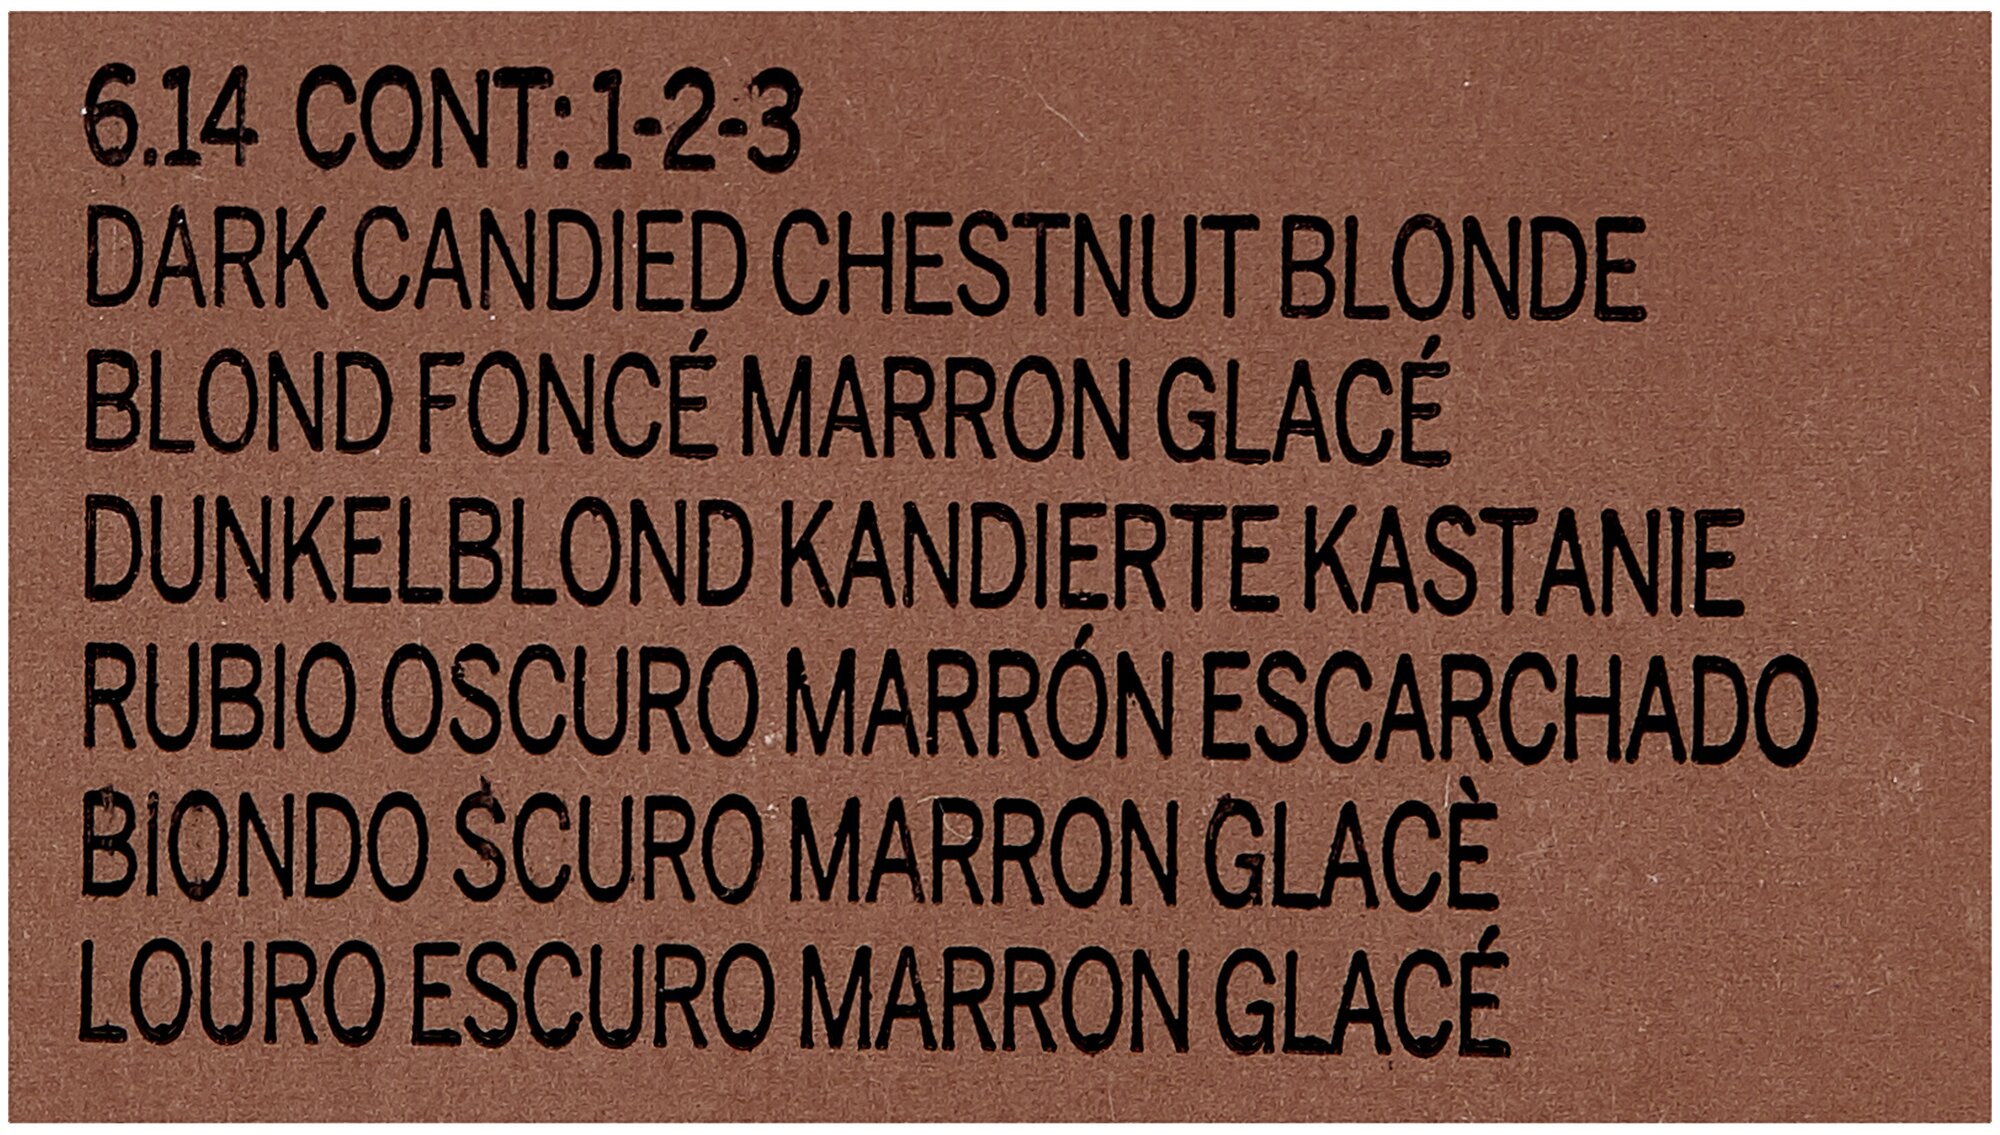 6.14 CONT: 1-2-3
DARK CANDIED CHESTNUT BLONDE
BLOND FONCÉ MARRON GLACÉ
DUNKELBLOND KANDIERTE KASTANIE
RUBIO OSCURO MARRÓN ESCARCHADO
BIONDO SCURO MARRON GLACÈ
LOURO ESCURO MARRON GLACÉ